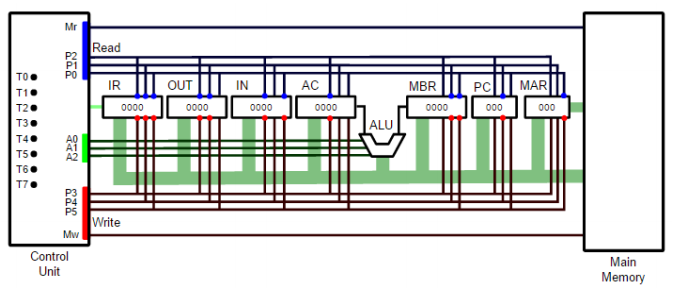 Mr
Read
P2
P1
P0
T0
T1
T2
T3
T4
T5
T6
T7
IR
OUT
IN
AC
MBR
PC
MAR
0000
0000
0000
0000
0000
000
000
ALU
A0
A1
A2
P3
P4
P5
Write
Mw
Control
Unit
Main
Memory